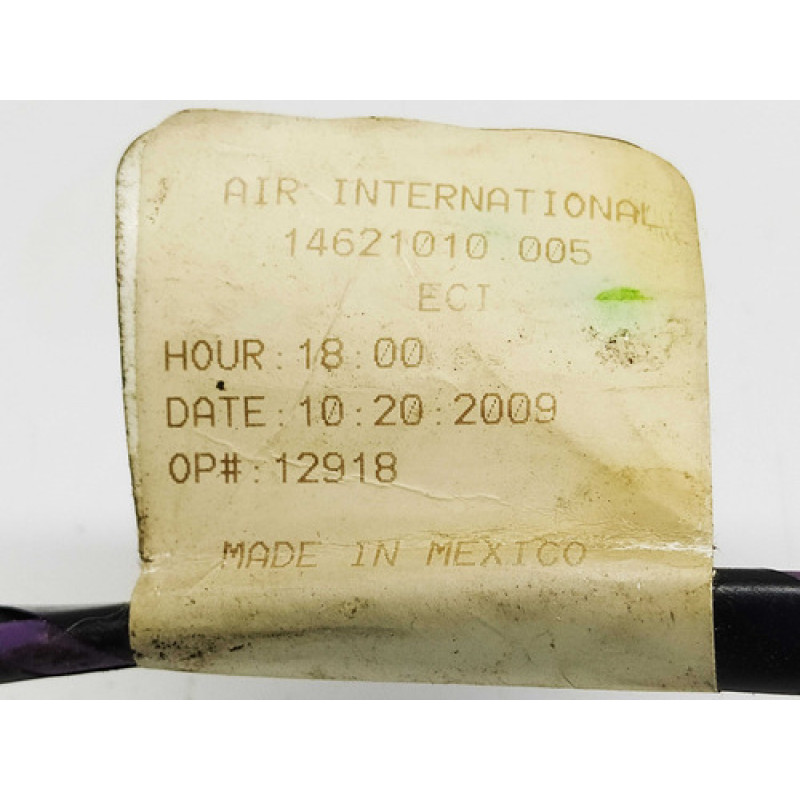 AIR INTERNATIONAL
14621010 005
ECI
HOUR: 18:00
DATE: 10:20:2009
OP#: 12918
MADE IN MEXICO